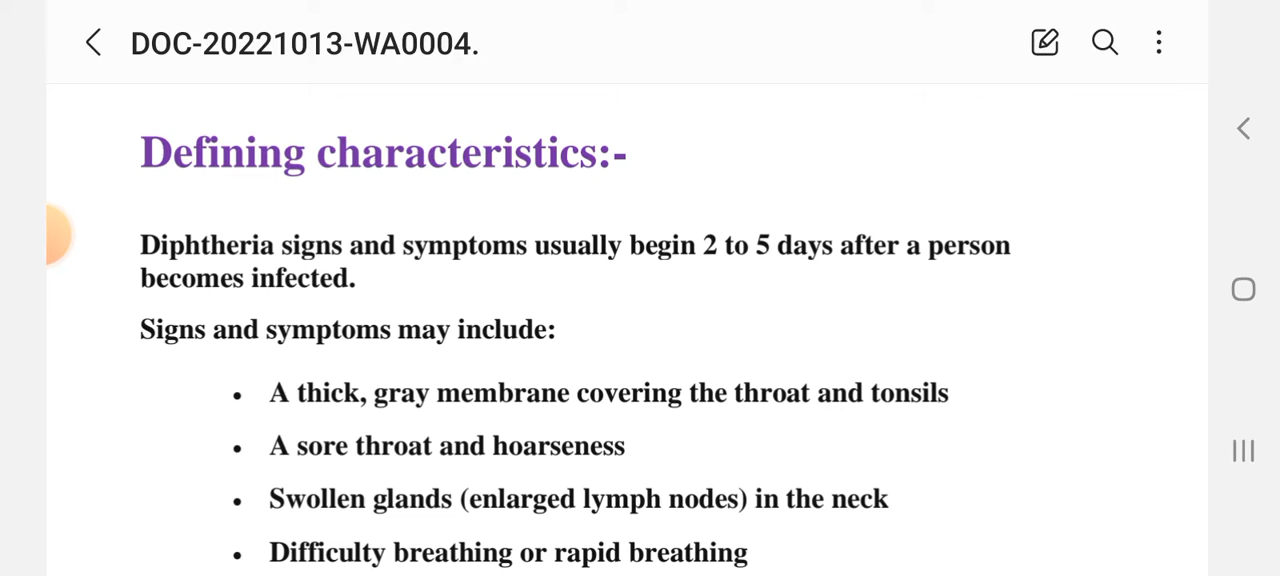 DOC-20221013-WA0004.
Defining characteristics:-
Diphtheria signs and symptoms usually begin 2 to 5 days after a person
becomes infected.
Signs and symptoms may include:
• A thick, gray membrane covering the throat and tonsils
• A sore throat and hoarseness
• Swollen glands (enlarged lymph nodes) in the neck
• Difficulty breathing or rapid breathing